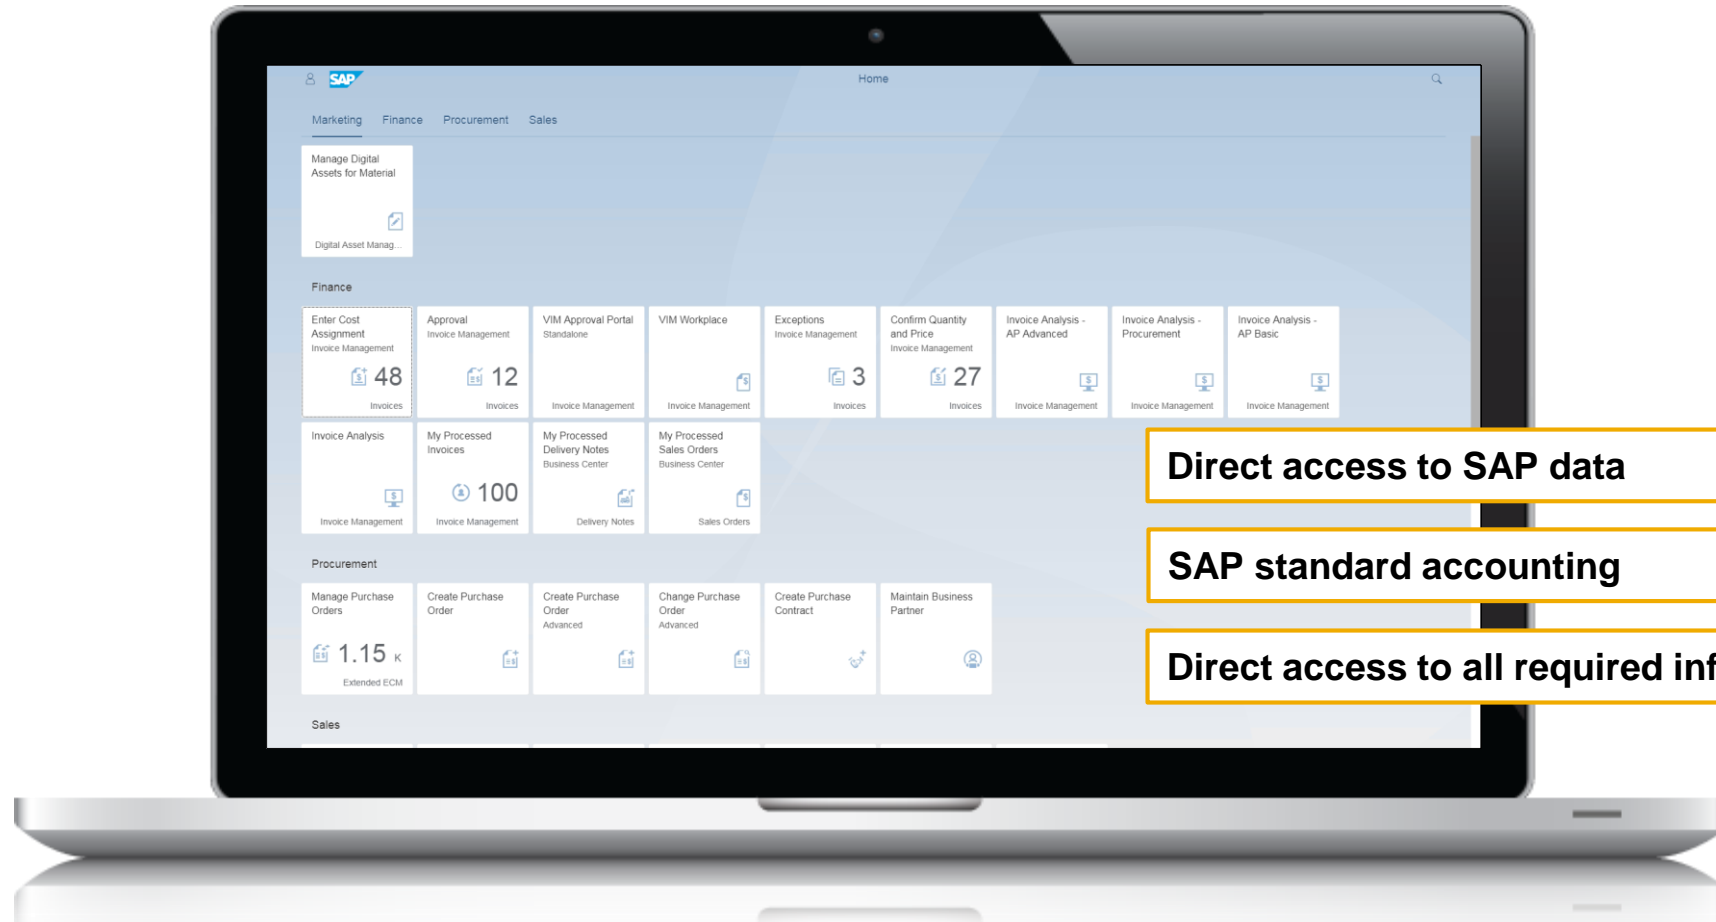 SAP
Home
Marketing Finance Procurement Sales
Manage Digital
Assets for Material
Digital Asset Manag...
Finance
Enter Cost
Assignment
Invoice Management
48
Invoices
Approval
Invoice Management
12
Invoices
VIM Approval Portal
Standalone
Invoice Management
VIM Workplace
Invoice Management
Exceptions
Invoice Management
3
Invoices
Confirm Quantity
and Price
Invoice Management
27
Invoices
Invoice Analysis -
AP Advanced
Invoice Management
Invoice Analysis -
Procurement
Invoice Management
Invoice Analysis -
AP Basic
Invoice Management
Invoice Analysis
Invoice Management
My Processed
Invoices
100
Invoice Management
My Processed
Delivery Notes
Business Center
Delivery Notes
My Processed
Sales Orders
Business Center
Sales Orders
Procurement
Manage Purchase
Orders
1.15 K
Extended ECM
Create Purchase
Order
Create Purchase
Order
Advanced
Change Purchase
Order
Advanced
Create Purchase
Contract
Maintain Business
Partner
Sales
Direct access to SAP data
SAP standard accounting
Direct access to all required inf